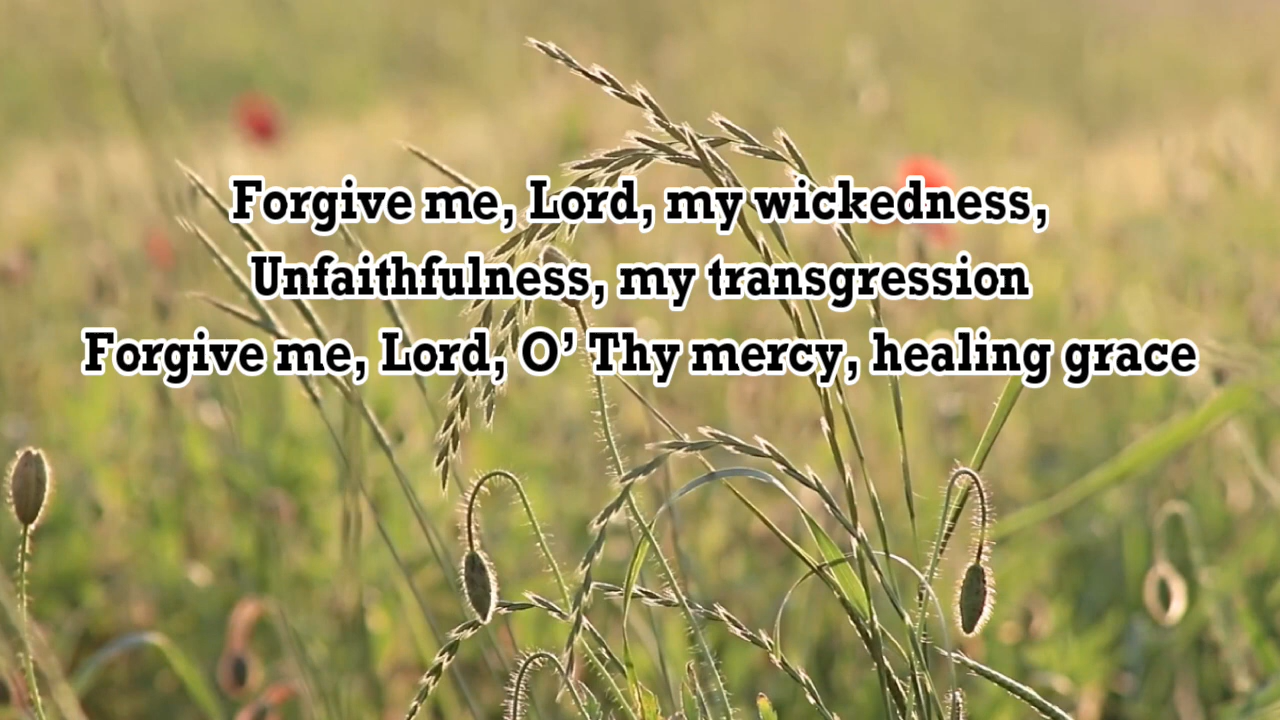 Forgive me, Lord, my wickedness,
Unfaithfulness, my transgression
Forgive me, Lord, O’ Thy mercy, healing grace